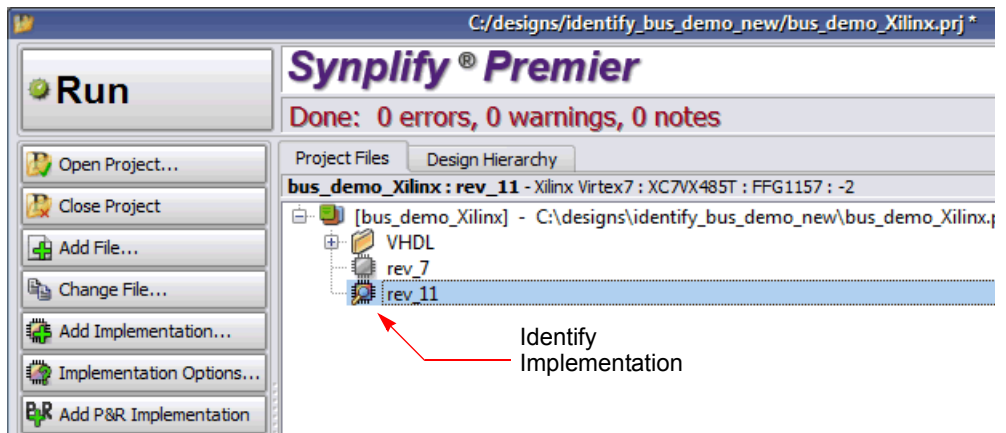 C:/designs/identify_bus_demo_new/bus_demo_Xilinx.prj *
Run
Synplify ® Premier
Done: 0 errors, 0 warnings, 0 notes
Open Project...
Close Project
Add File...
Change File...
Add Implementation...
Implementation Options...
P&R Add P&R Implementation
Project Files Design Hierarchy
bus_demo_Xilinx : rev_11 - Xilinx Virtex7 : XC7VX485T : FFG1157 : -2
[bus_demo_Xilinx] - C:\designs\identify_bus_demo_new\bus_demo_Xilinx.p
VHDL
rev_7
rev_11
Identify
Implementation